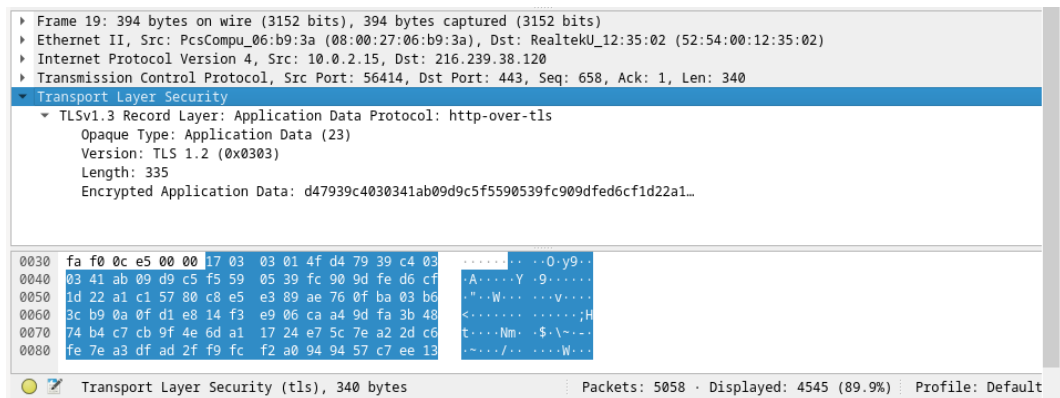 Frame 19: 394 bytes on wire (3152 bits), 394 bytes captured (3152 bits)
Ethernet II, Src: PcsCompu_06:b9:3a (08:00:27:06:b9:3a), Dst: RealtekU_12:35:02 (52:54:00:12:35:02)
Internet Protocol Version 4, Src: 10.0.2.15, Dst: 216.239.38.120
Transmission Control Protocol, Src Port: 56414, Dst Port: 443, Seq: 658, Ack: 1, Len: 340
Transport Layer Security
TLSv1.3 Record Layer: Application Data Protocol: http-over-tls
Opaque Type: Application Data (23)
Version: TLS 1.2 (0x0303)
Length: 335
Encrypted Application Data: d47939c4030341ab09d9c5f5590539fc909dfed6cf1d22a1…
0030 fa f0 0c e5 00 00 17 03 03 01 4f d4 79 39 c4 03 ········ ··O·y9··
0040 03 41 ab 09 d9 c5 f5 59 05 39 fc 90 9d fe d6 cf ·A·····Y ·9······
0050 1d 22 a1 c1 57 80 c8 e5 e3 89 ae 76 0f ba 03 b6 ·"··W··· ···v····
0060 3c b9 0a 0f d1 e8 14 f3 e9 06 ca a4 9d fa 3b 48 <······· ······;H
0070 74 b4 c7 cb 9f 4e 6d a1 17 24 e7 5c 7e a2 2d c6 t····Nm· ·$·\~·-·
0080 fe 7e a3 df ad 2f f9 fc f2 a0 94 94 57 c7 ee 13 ·~···/·· ····W···
Transport Layer Security (tls), 340 bytes Packets: 5058 · Displayed: 4545 (89.9%) Profile: Default